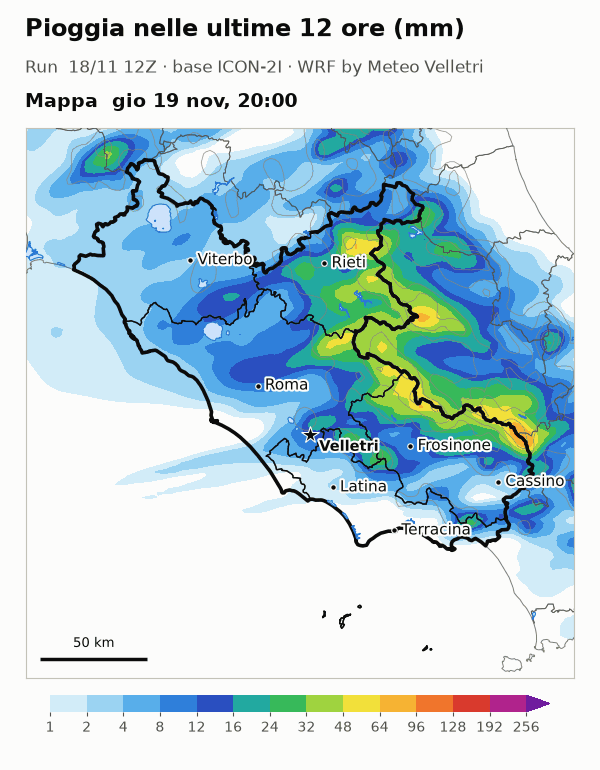 Pioggia nelle ultime 12 ore (mm)
Run  18/11 12Z · base ICON-2I · WRF by Meteo Velletri
Mappa  gio 19 nov, 20:00
Viterbo
Rieti
Roma
Velletri
Frosinone
Cassino
Latina
Terracina
50 km
1 2 4 8 12 16 24 32 48 64 96 128 192 256